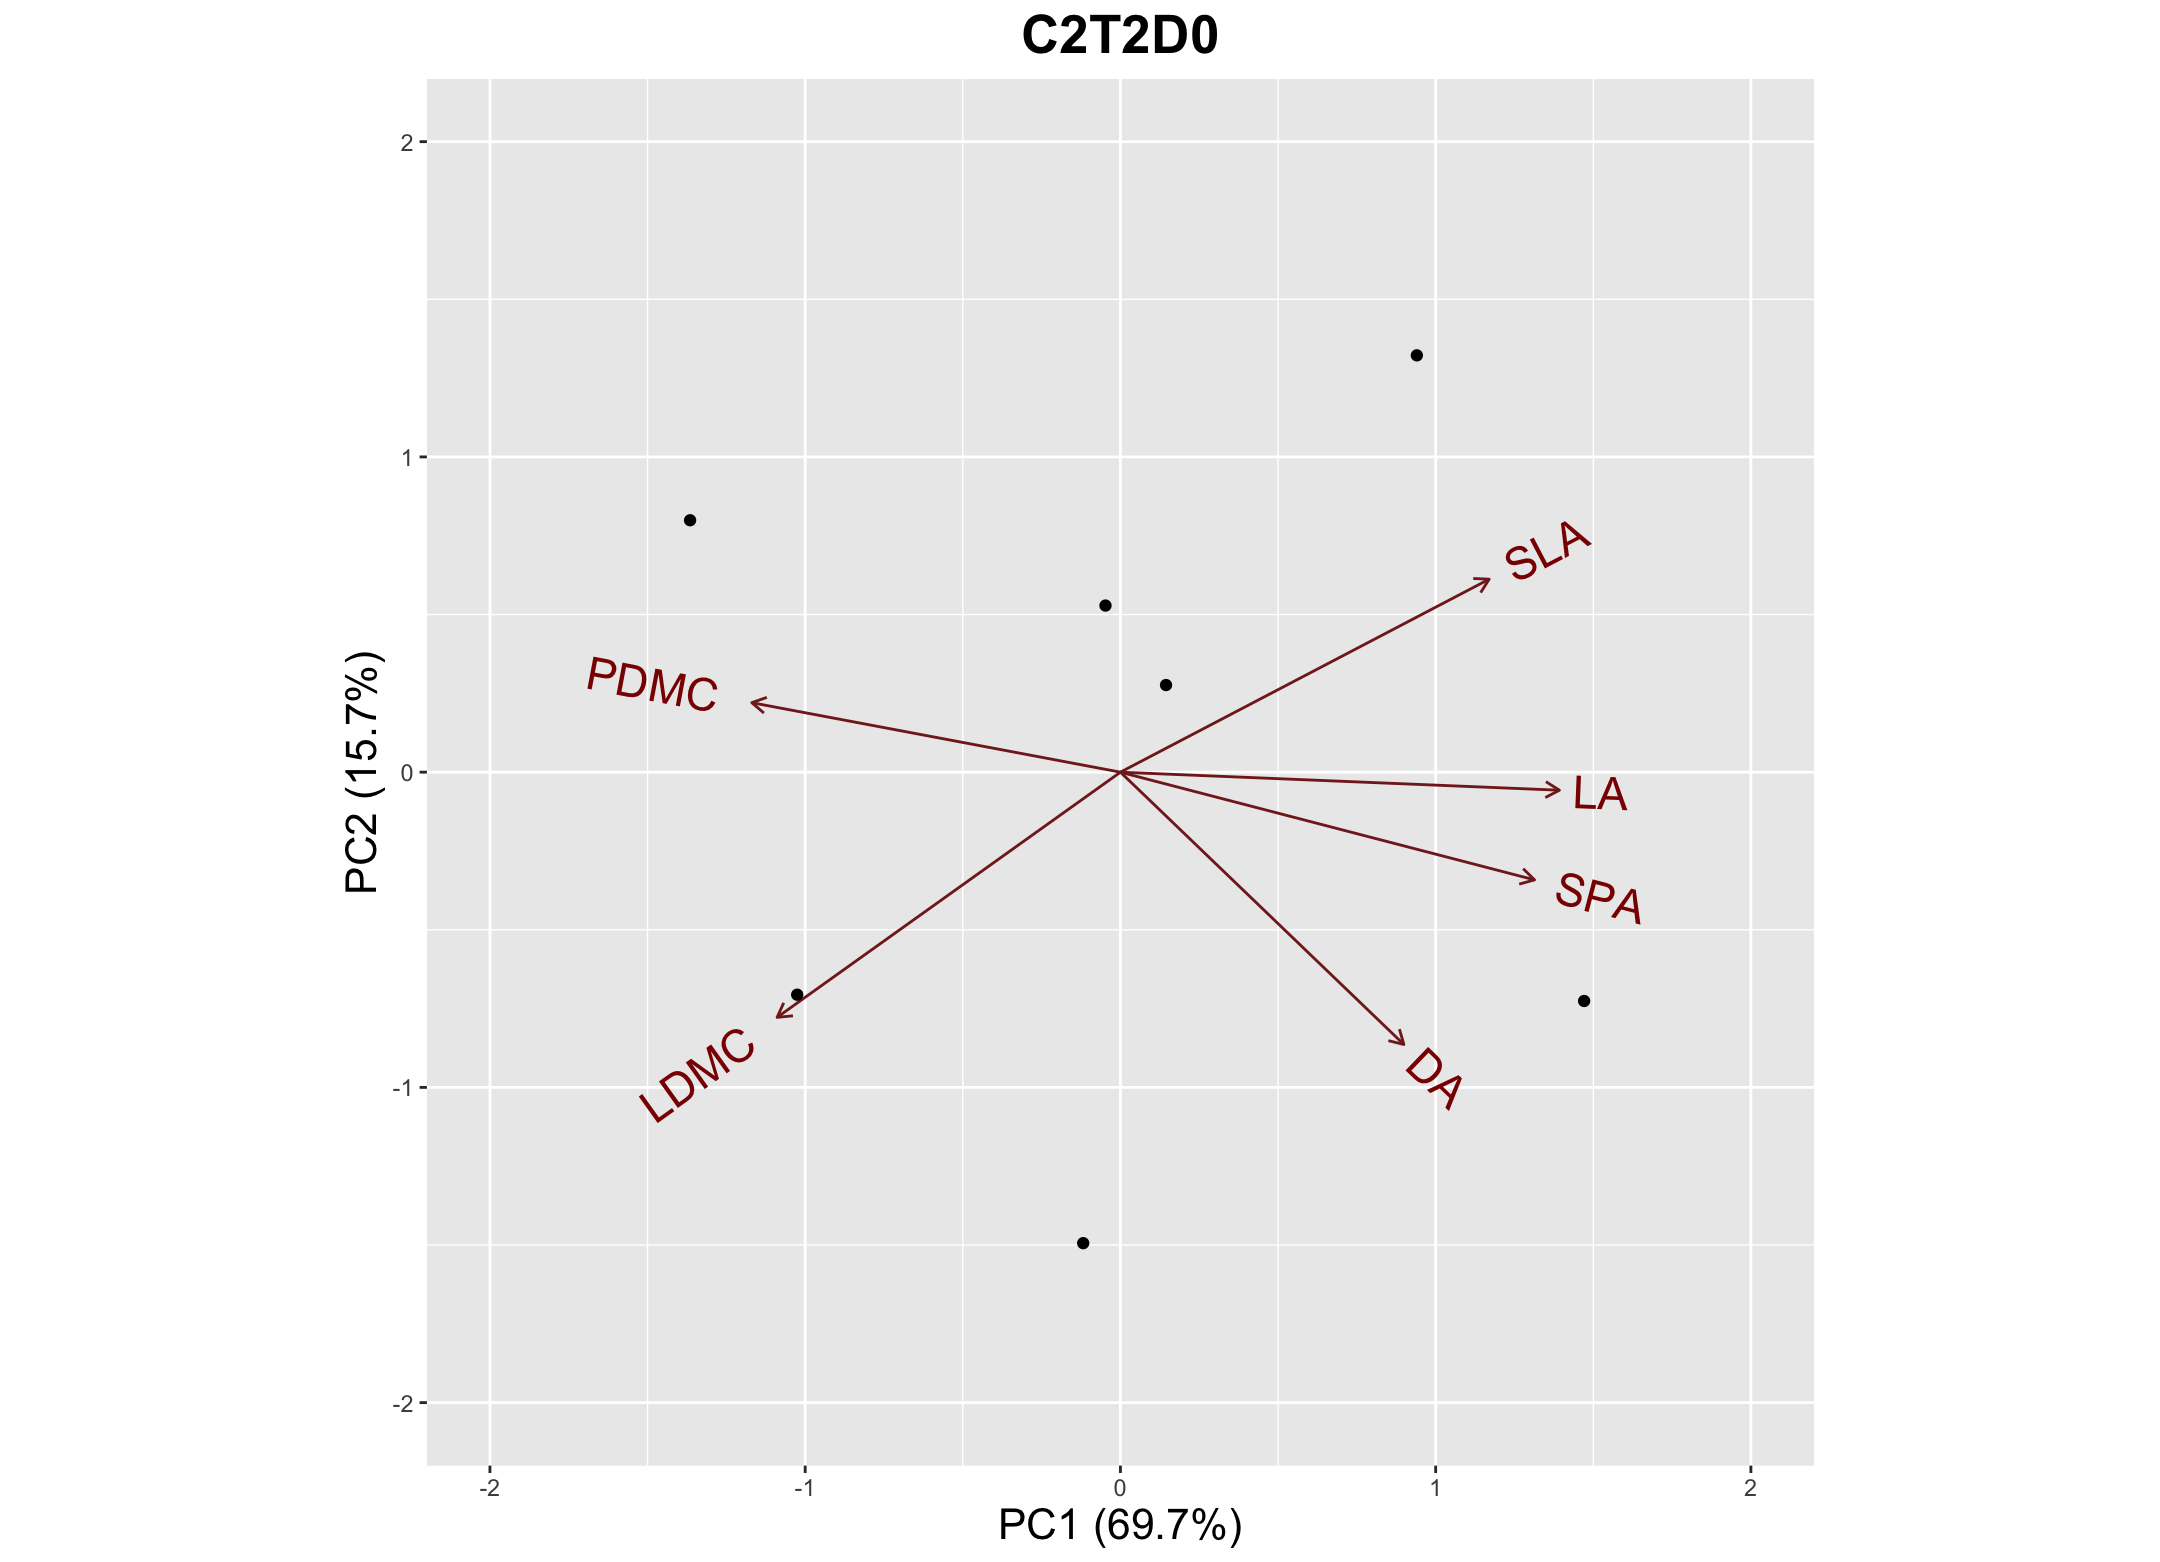 C2T2D0
2
1
0
-1
-2
PC2 (15.7%)
SLA
PDMC
LA
SPA
LDMC
DA
-2
-1
0
1
2
PC1 (69.7%)